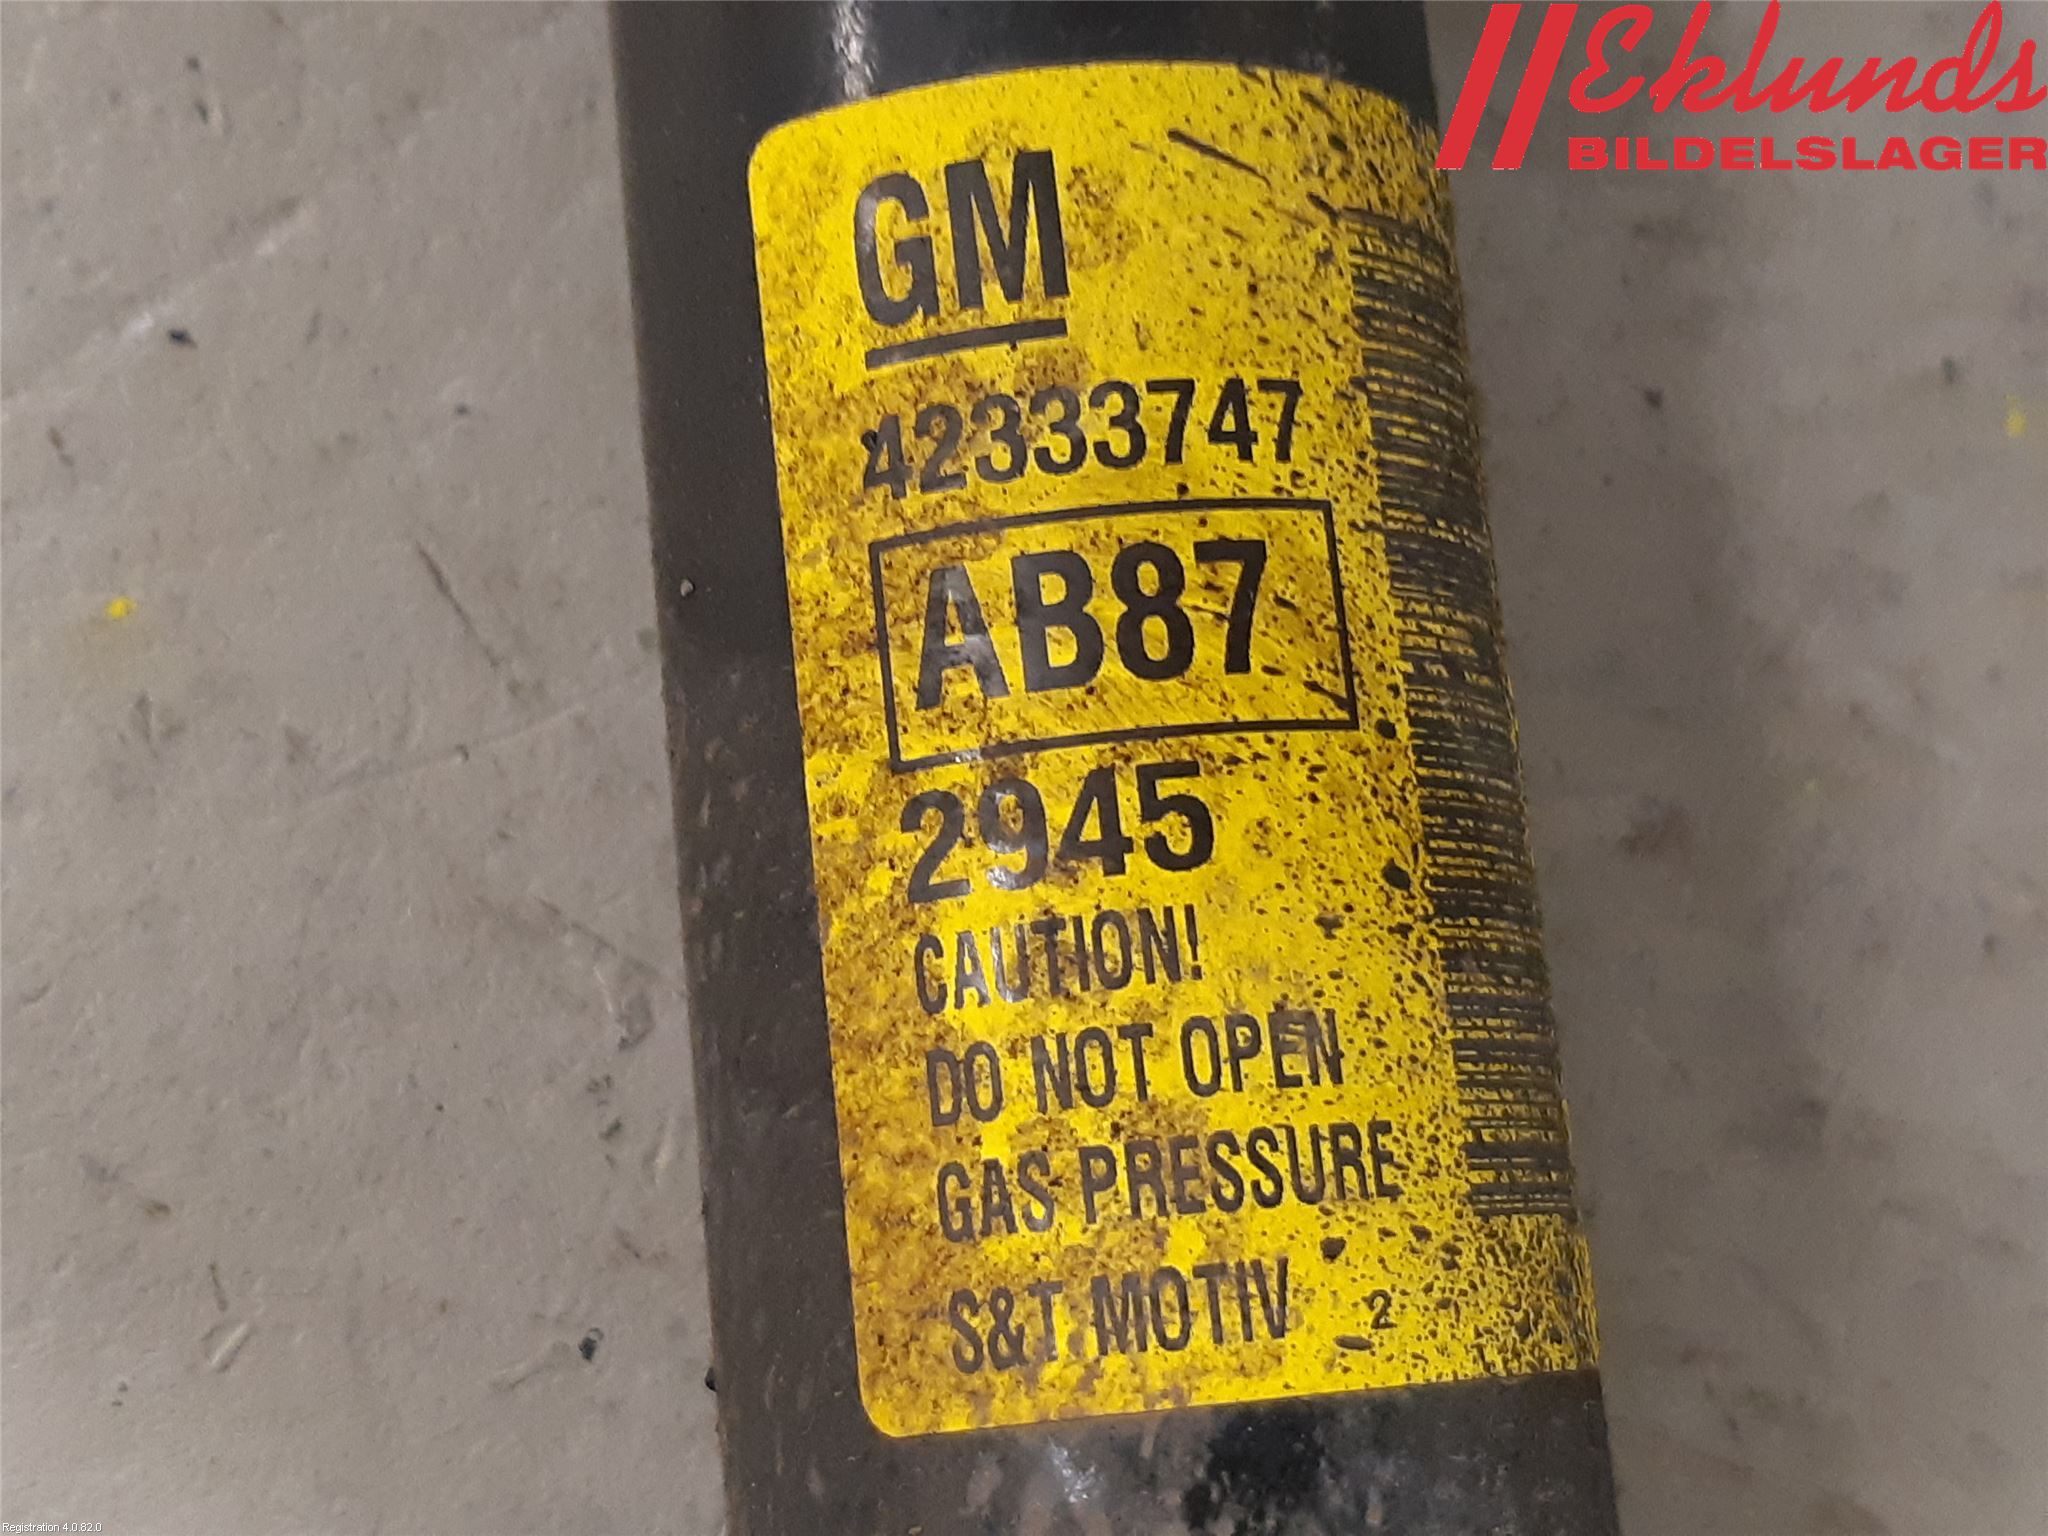 Eklunds
BILDELSLAGER
GM
42333747
AB87
2945
CAUTION!
DO NOT OPEN
GAS PRESSURE
S&T MOTIV 2
Registration 4.0.82.0